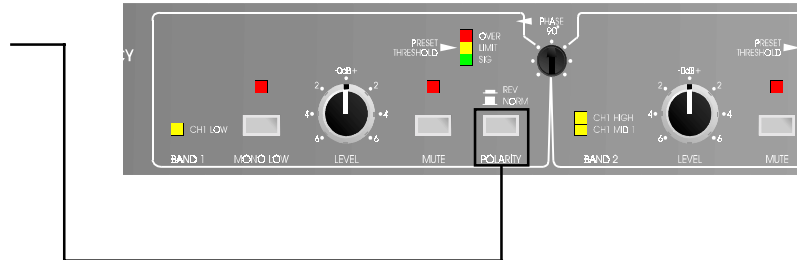 CY
PHASE
90°
OVER
LIMIT
SIG
PRESET
THRESHOLD
REV
NORM
-0dB+
2 2
4 4
6 6
CH1 LOW
BAND 1
MONO LOW
LEVEL
MUTE
POLARITY
PRESET
THRESHOLD
-0dB+
2 2
4 4
6 6
CH1 HIGH
CH1 MID 1
BAND 2
LEVEL
MUTE